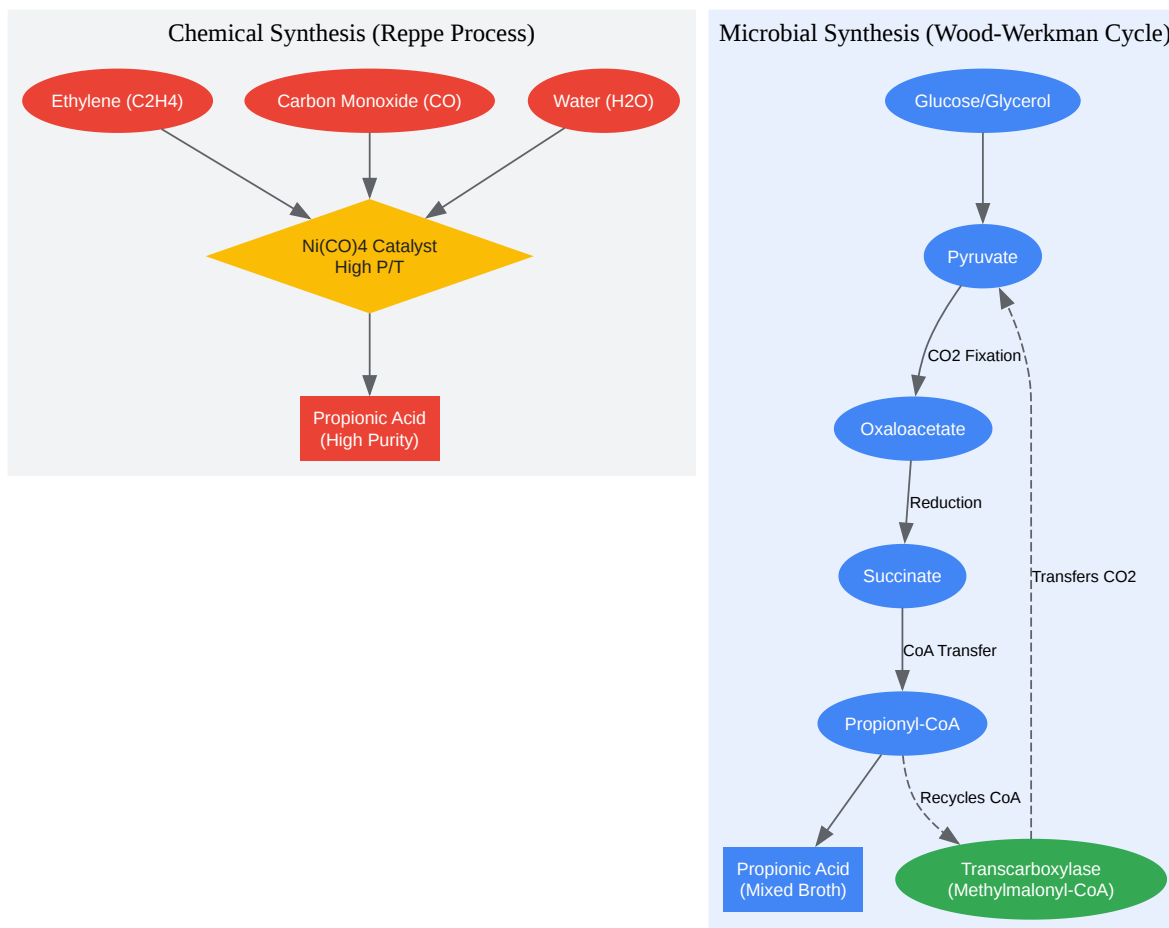 Chemical Synthesis (Reppe Process)
Ethylene (C2H4)
Carbon Monoxide (CO)
Water (H2O)
Ni(CO)4 Catalyst
High P/T
Propionic Acid
(High Purity)
Microbial Synthesis (Wood-Werkman Cycle)
Glucose/Glycerol
Pyruvate
CO2 Fixation
Oxaloacetate
Reduction
Succinate
Transfers CO2
CoA Transfer
Propionyl-CoA
Recycles CoA
Propionic Acid
(Mixed Broth)
Transcarboxylase
(Methylmalonyl-CoA)